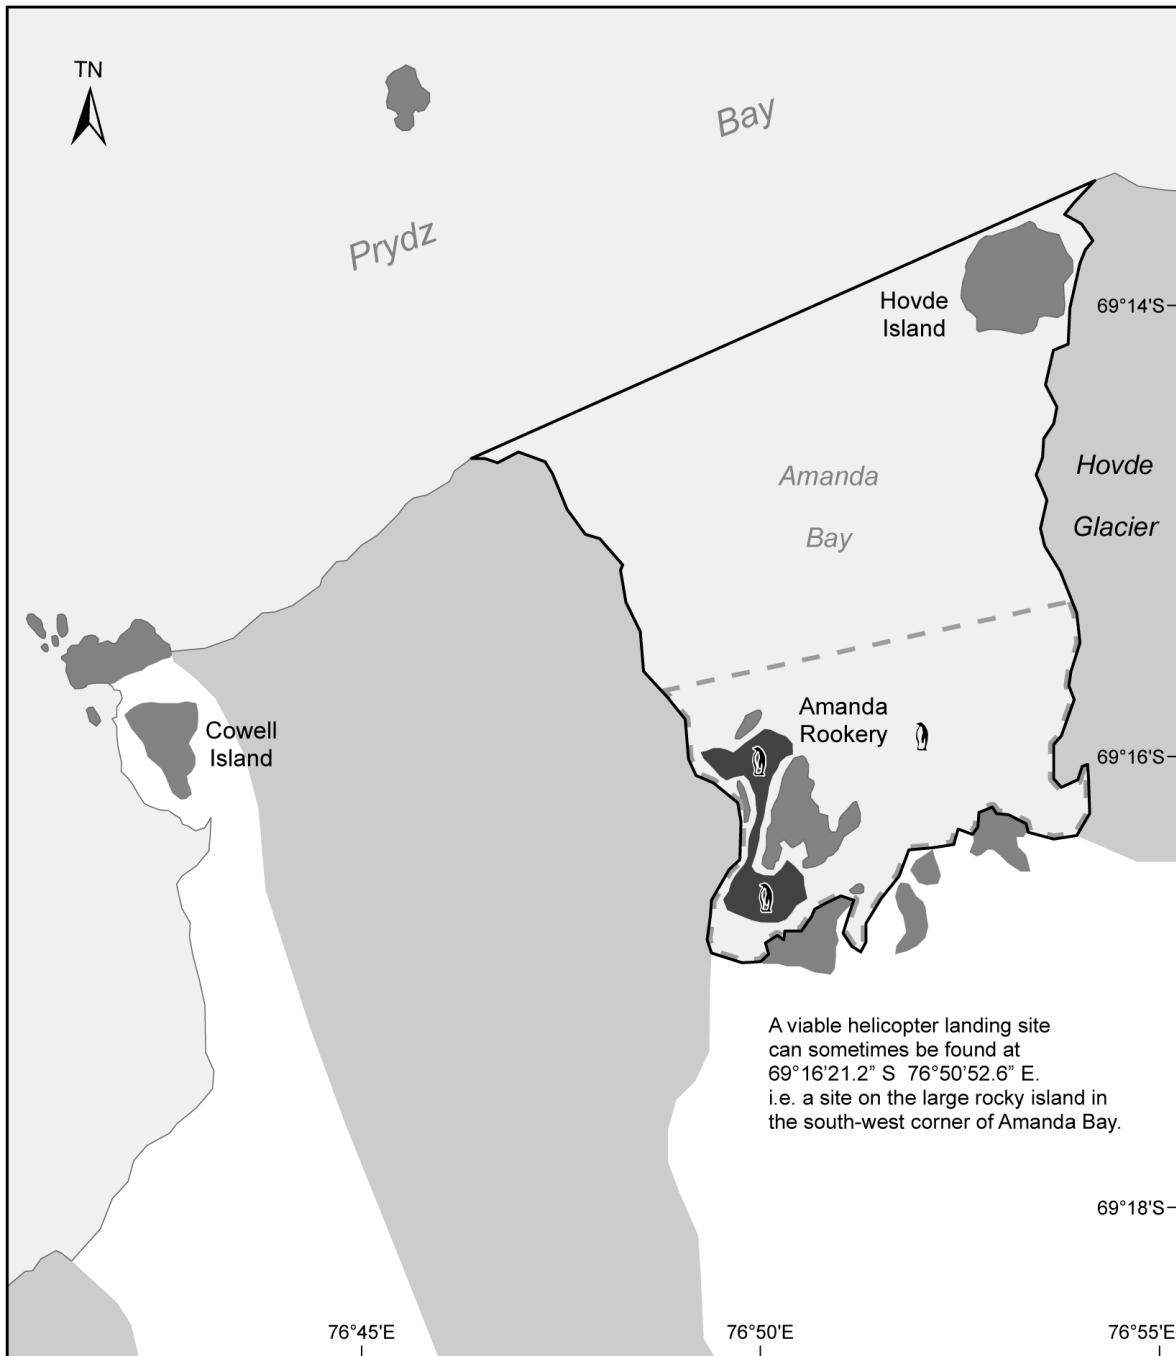 TN
Bay
Prydz
Hovde
Island
69°14'S
Amanda
Bay
Hovde
Glacier
Amanda
Rookery
Cowell
Island
69°16'S
A viable helicopter landing site
can sometimes be found at
69°16’21.2” S  76°50’52.6” E.
i.e. a site on the large rocky island in
the south-west corner of Amanda Bay.
69°18'S
76°45'E
76°50'E
76°55'E